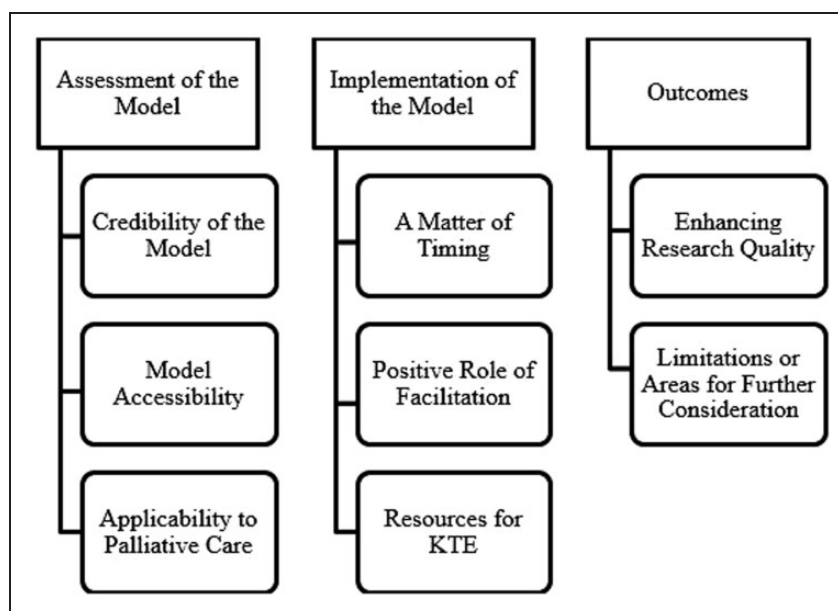 Assessment of the
Model
Credibility of the
Model
Model
Accessibility
Applicability to
Palliative Care
Implementation of
the Model
A Matter of
Timing
Positive Role of
Facilitation
Resources for
KTE
Outcomes
Enhancing
Research Quality
Limitations or
Areas for Further
Consideration